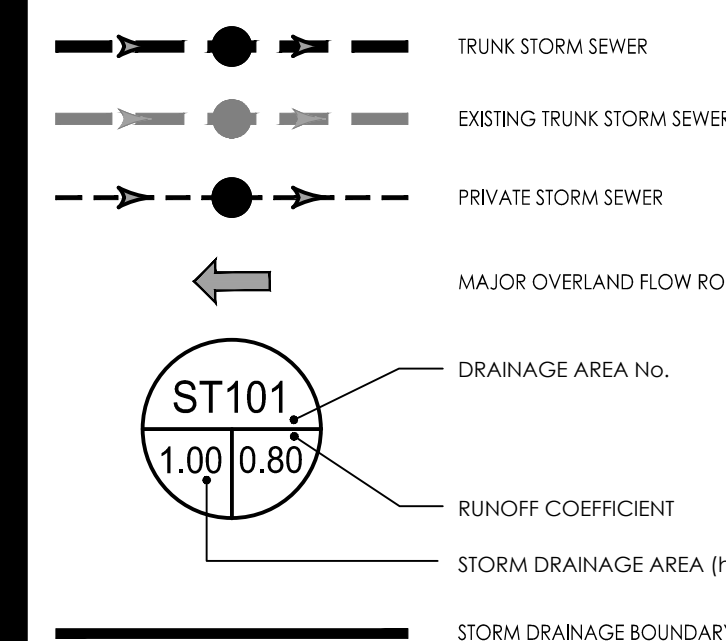 TRUNK STORM SEWER
EXISTING TRUNK STORM SEWER
PRIVATE STORM SEWER
MAJOR OVERLAND FLOW RO
ST101
1.00 0.80
DRAINAGE AREA No.
RUNOFF COEFFICIENT
STORM DRAINAGE AREA (h
STORM DRAINAGE BOUNDARY